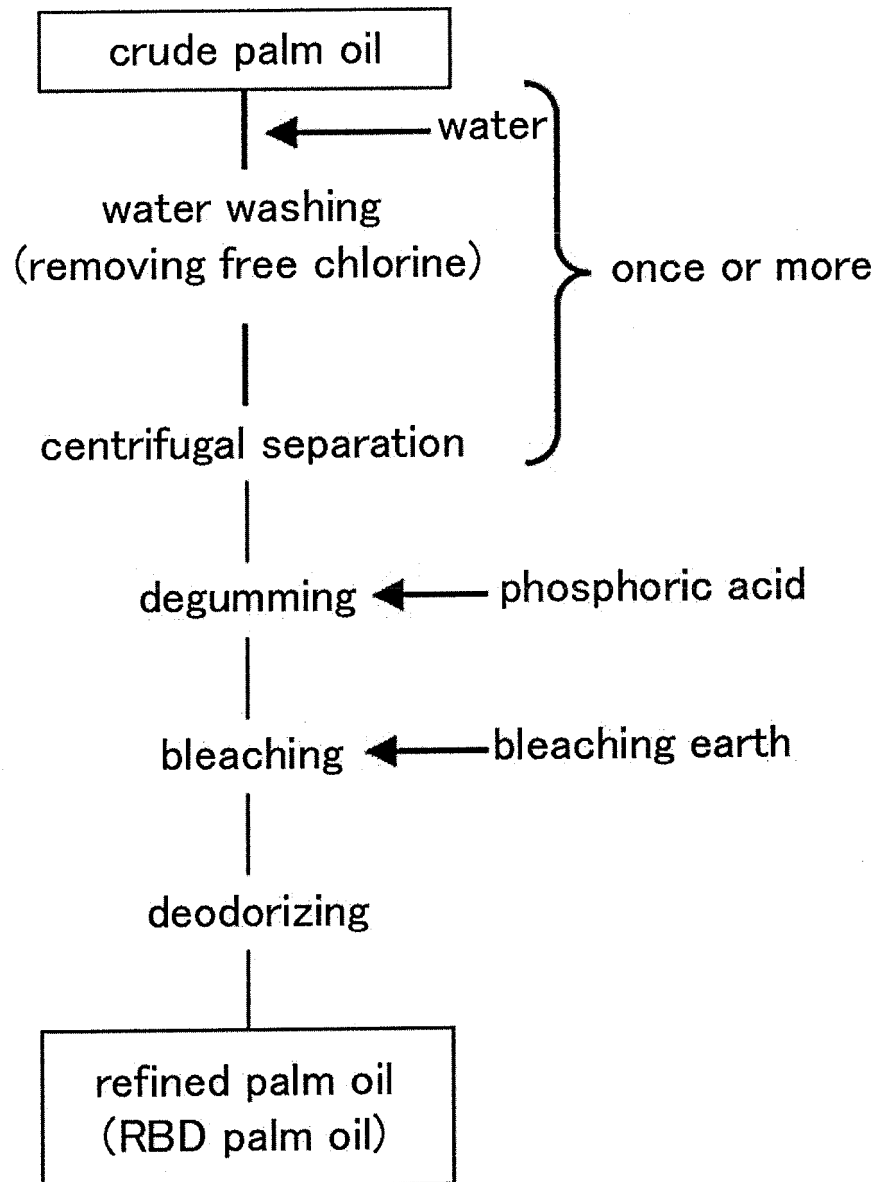 crude palm oil
water
water washing
(removing free chlorine)
once or more
centrifugal separation
degumming
phosphoric acid
bleaching
bleaching earth
deodorizing
refined palm oil
(RBD palm oil)